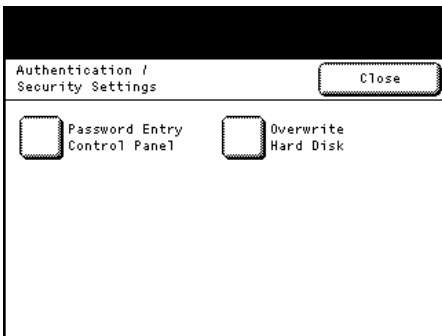 Authentication /
Security Settings
Close
Password Entry
Control Panel
Overwrite
Hard Disk